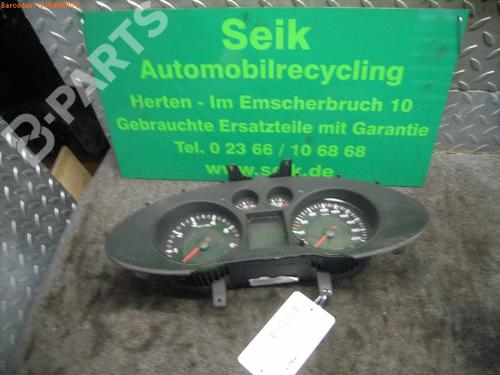 B-PARTS
Seik
Automobilrecycling
Herten - Im Emscherbruch 10
Gebrauchte Ersatzteile mit Garantie
Tel. 0 23 66 / 10 68 68
www.seik.de